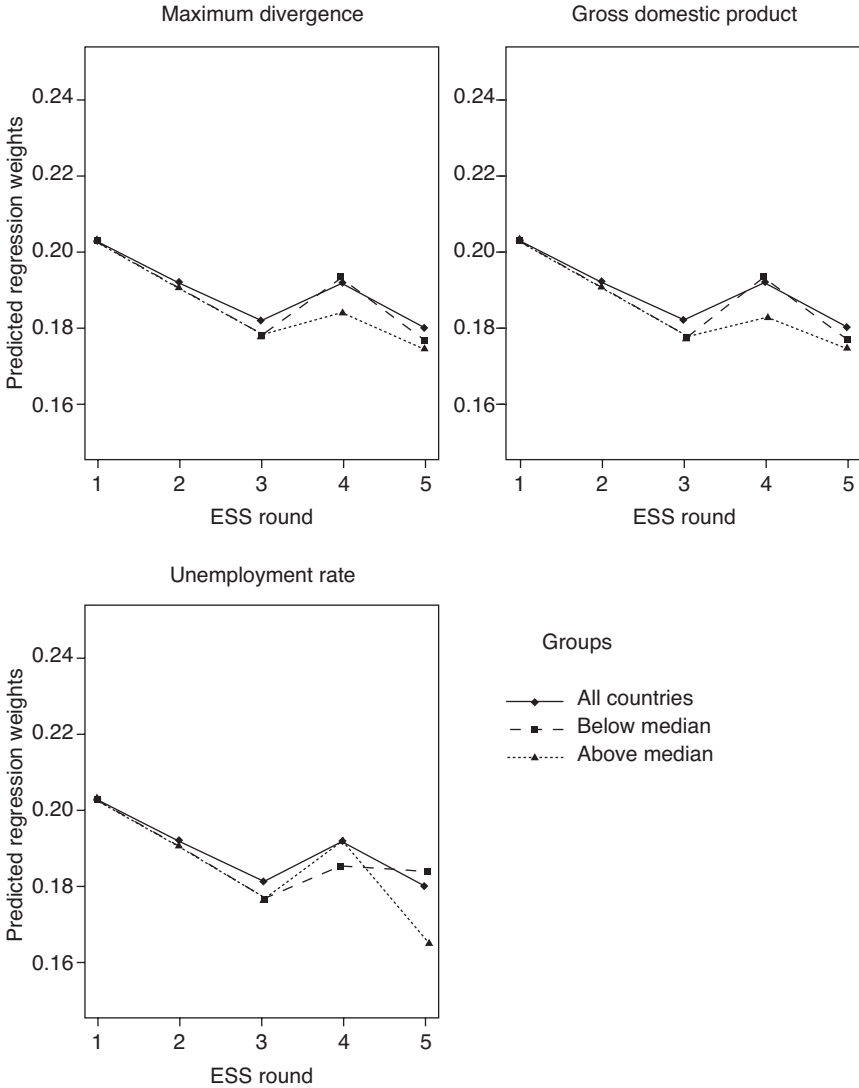 Maximum divergence
Predicted regression weights
0.24
0.22
0.20
0.18
0.16
1 2 3 4 5
ESS round
Gross domestic product
0.24
0.22
0.20
0.18
0.16
1 2 3 4 5
ESS round
Unemployment rate
Predicted regression weights
0.24
0.22
0.20
0.18
0.16
1 2 3 4 5
ESS round
Groups
All countries
Below median
Above median